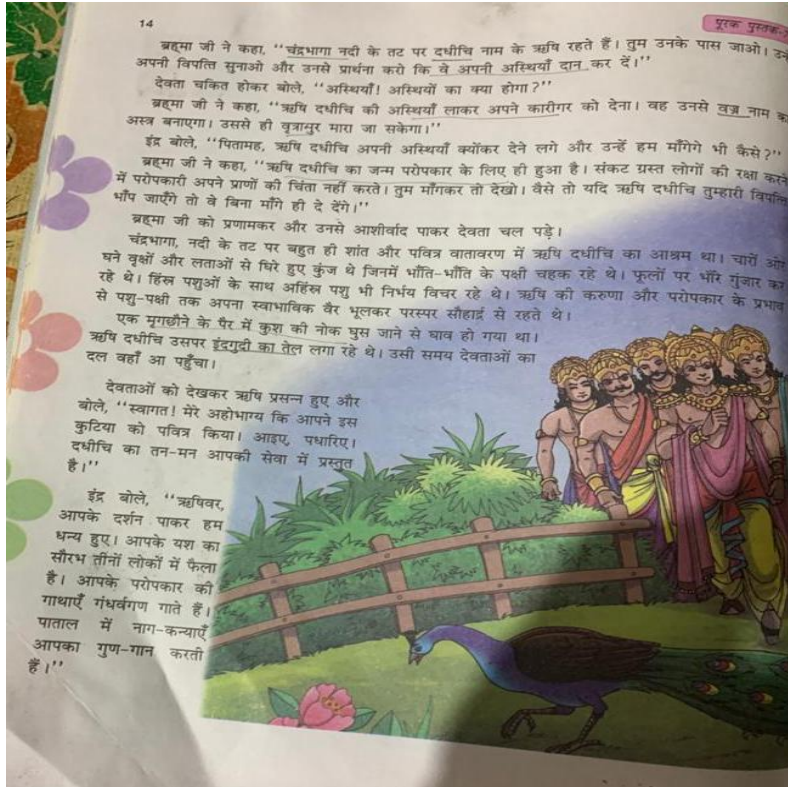 14
पूरक पुस्तक-
ब्रह्मा जी ने कहा, ‘‘चंद्रभागा नदी के तट पर दधीचि नाम के ऋषि रहते हैं। तुम उनके पास जाओ।
अपनी विपत्ति सुनाओ और उनसे प्रार्थना करो कि वे अपनी अस्थियाँ दान कर दें।’’
देवता चकित होकर बोले, ‘‘अस्थियाँ! अस्थियों का क्या होगा?’’
ब्रह्मा जी ने कहा, ‘‘ऋषि दधीचि की अस्थियाँ लाकर अपने कारीगर को देना। वह उनसे वज्र नाम का
अस्त्र बनाएगा। उससे ही वृत्रासुर मारा जा सकेगा।’’
इंद्र बोले, ‘‘पितामह, ऋषि दधीचि अपनी अस्थियाँ क्योंकर देने लगे और उन्हें हम माँगेगे भी कैसे?’’
ब्रह्मा जी ने कहा, ‘‘ऋषि दधीचि का जन्म परोपकार के लिए ही हुआ है। संकट ग्रस्त लोगों की रक्षा करने
में परोपकारी अपने प्राणों की चिंता नहीं करते। तुम माँगकर तो देखो। वैसे तो यदि ऋषि दधीचि तुम्हारी विपत्ति
भाँप जाएँगे तो वे बिना माँगे ही दे देंगे।’’
ब्रह्मा जी को प्रणामकर और उनसे आशीर्वाद पाकर देवता चल पड़े।
चंद्रभागा, नदी के तट पर बहुत ही शांत और पवित्र वातावरण में ऋषि दधीचि का आश्रम था। चारों ओर
घने वृक्षों और लताओं से घिरे हुए कुंज थे जिनमें भाँति-भाँति के पक्षी चहक रहे थे। फूलों पर भौंरे गुंजार कर
रहे थे। हिंस्र पशुओं के साथ अहिंस्र पशु भी निर्भय विचर रहे थे। ऋषि की करुणा और परोपकार के प्रभाव
से पशु-पक्षी तक अपना स्वाभाविक वैर भूलकर परस्पर सौहार्द्र से रहते थे।
एक मृगछौने के पैर में कुश की नोक घुस जाने से घाव हो गया था।
ऋषि दधीचि उसपर इंद्रगुदी का तेल लगा रहे थे। उसी समय देवताओं का
दल वहाँ आ पहुँचा।
देवताओं को देखकर ऋषि प्रसन्न हुए और
बोले, ‘‘स्वागत! मेरे अहोभाग्य कि आपने इस
कुटिया को पवित्र किया। आइए, पधारिए।
दधीचि का तन-मन आपकी सेवा में प्रस्तुत
है।’’
इंद्र बोले, ‘‘ऋषिवर,
आपके दर्शन पाकर हम
धन्य हुए। आपके यश का
सौरभ तीनों लोकों में फैला
है। आपके परोपकार की
गाथाएँ गंधर्वगण गाते हैं।
पाताल में नाग-कन्याएँ
आपका गुण-गान करती
हैं।’’